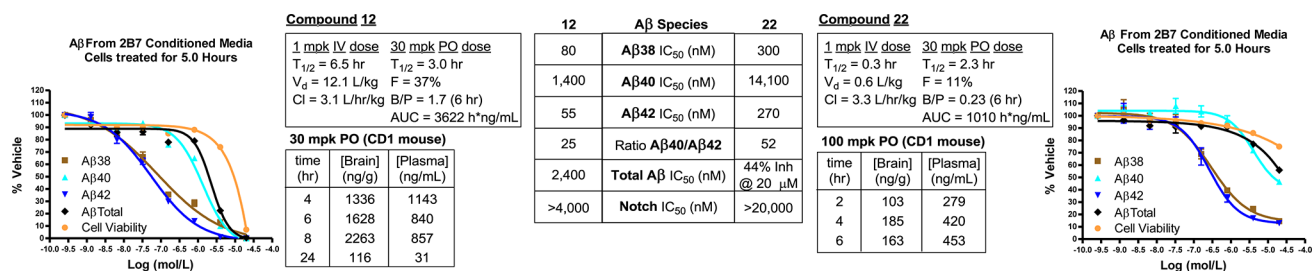 AβFrom 2B7 Conditioned Media
Cells treated for 5.0 Hours
% Vehicle
120
110
100
90
80
70
60
50
40
30
20
10
0
Aβ38
Aβ40
Aβ42
AβTotal
Cell Viability
-10.0 -9.5 -9.0 -8.5 -8.0 -7.5 -7.0 -6.5 -6.0 -5.5 -5.0 -4.5 -4.0
Log (mol/L)
Compound 12
1 mpk IV dose 30 mpk PO dose
T1/2 = 6.5 hr T1/2 = 3.0 hr
Vd = 12.1 L/kg F = 37%
Cl = 3.1 L/hr/kg B/P = 1.7 (6 hr)
AUC = 3622 h*ng/mL
30 mpk PO (CD1 mouse)
time [Brain] [Plasma]
(hr) (ng/g) (ng/mL)
4 1336 1143
6 1628 840
8 2263 857
24 116 31
12 Aβ Species 22
80 Aβ38 IC50 (nM) 300
1,400 Aβ40 IC50 (nM) 14,100
55 Aβ42 IC50 (nM) 270
25 Ratio Aβ40/Aβ42 52
2,400 Total Aβ IC50 (nM) 44% Inh
@ 20 μM
>4,000 Notch IC50 (nM) >20,000
Compound 22
1 mpk IV dose 30 mpk PO dose
T1/2 = 0.3 hr T1/2 = 2.3 hr
Vd = 0.6 L/kg F = 11%
Cl = 3.3 L/hr/kg B/P = 0.23 (6 hr)
AUC = 1010 h*ng/mL
100 mpk PO (CD1 mouse)
time [Brain] [Plasma]
(hr) (ng/g) (ng/mL)
2 103 279
4 185 420
6 163 453
Aβ From 2B7 Conditioned Media
Cells treated for 5.0 Hours
% Vehicle
120
110
100
90
80
70
60
50
40
30
20
10
0
Aβ38
Aβ40
Aβ42
AβTotal
Cell Viability
-10.0 -9.5 -9.0 -8.5 -8.0 -7.5 -7.0 -6.5 -6.0 -5.5 -5.0 -4.5 -4.0
Log (mol/L)